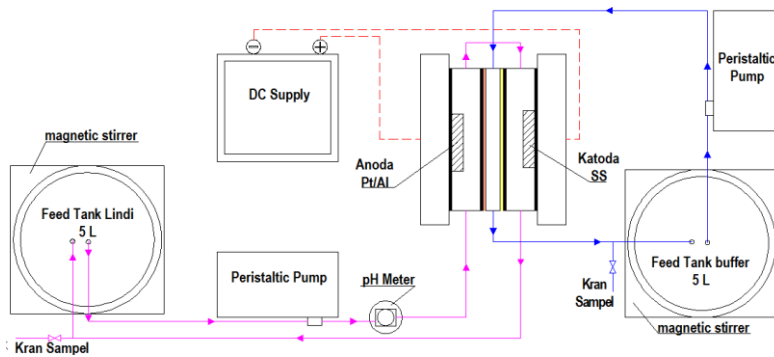 DC Supply
Peristaltic
Pump
magnetic stirrer
Anoda
Pt/Al
Katoda
SS
Feed Tank Lindi
5 L
Peristaltic Pump
pH Meter
Feed Tank buffer
5 L
Kran
Sampel
magnetic stirrer
Kran Sampel